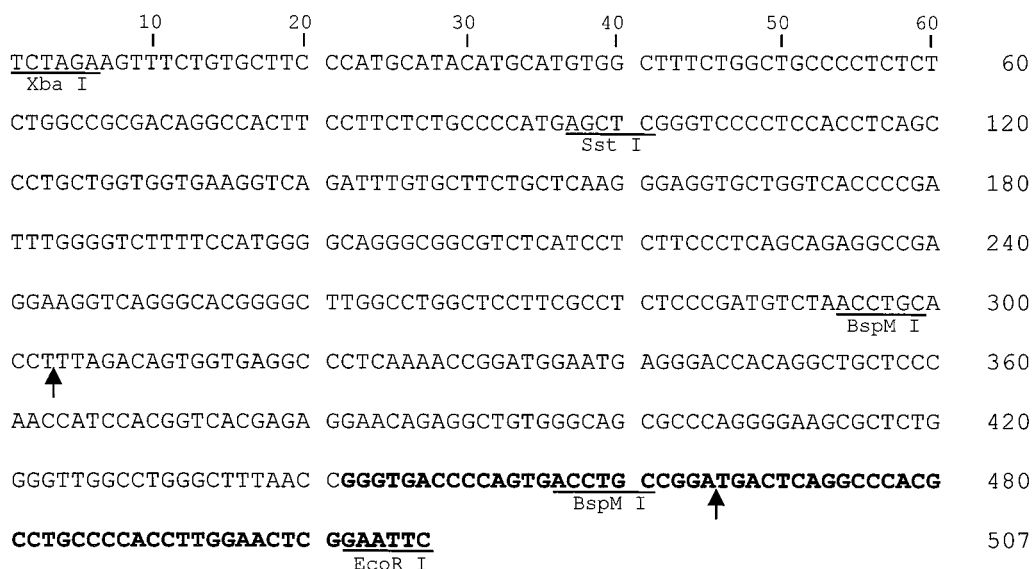 10 20 30 40 50 60
TCTAGAAGTTTCTGTGCTTC CCATGCATACATGCATGTGG CTTTCTGGCTGCCCCTCTCT 60
Xba I
CTGGCCGCGACAGGCCACTT CCTTCTCTGCCCCATGAGCT CGGGTCCCCTCCACCTCAGC 120
Sst I
CCTGCTGGTGGTGAAGGTCA GATTTGTGCTTCTGCTCAAG GGAGGTGCTGGTCACCCCGA 180
TTTGGGGTCTTTTCCATGGG GCAGGGCGGCGTCTCATCCT CTTCCCTCAGCAGAGGCCGA 240
GGAAGGTCAGGGCACGGGGC TTGGCCTGGCTCCTTCGCCT CTCCCGATGTCTAACCTGCA 300
BspM I
CCTTTAGACAGTGGTGAGGC CCTCAAAACCGGATGGAATG AGGGACCACAGGCTGCTCCC 360
AACCATCCACGGTCACGAGA GGAACAGAGGCTGTGGGCAG CGCCCAGGGGAAGCGCTCTG 420
GGGTTGGCCTGGGCTTTAAC CGGGTGACCCCAGTGACCTG CCGGATGACTCAGGCCCACG 480
BspM I
CCTGCCCCACCTTGGAACTC GGAATTC 507
EcoR I